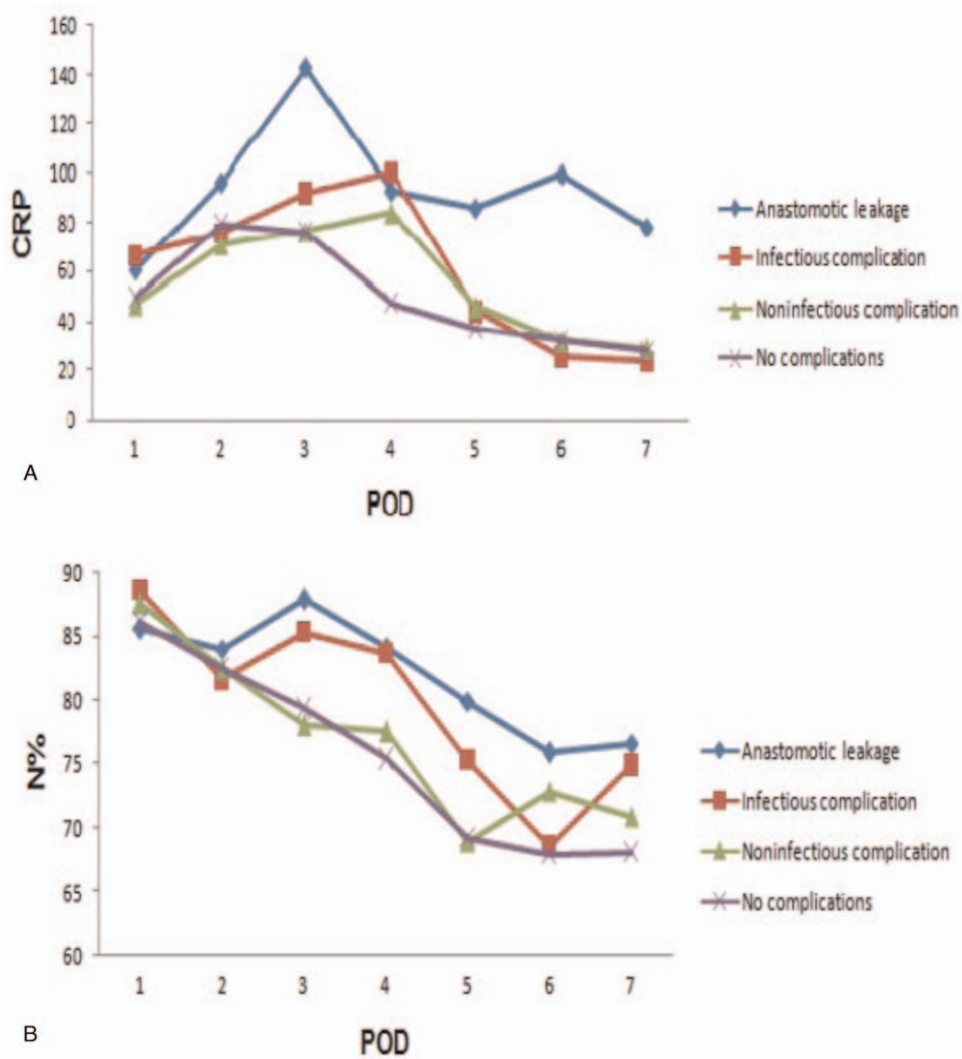 160
140
120
100
80
60
40
20
0
CRP
1 2 3 4 5 6 7
POD
Anastomotic leakage
Infectious complication
Noninfectious complication
No complications
A
90
85
80
75
70
65
60
N%
1 2 3 4 5 6 7
POD
Anastomotic leakage
Infectious complication
Noninfectious complication
No complications
B